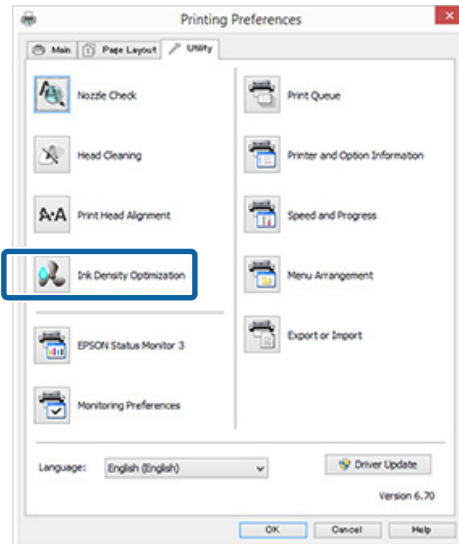 Printing Preferences
Main
Page Layout
Utility
Nozzle Check
Print Queue
Head Cleaning
Printer and Option Information
A·A
Print Head Alignment
Speed and Progress
Ink Density Optimization
Menu Arrangement
EPSON Status Monitor 3
Export or Import
Monitoring Preferences
Language:
English (English)
Driver Update
Version 6.70
OK
Cancel
Help